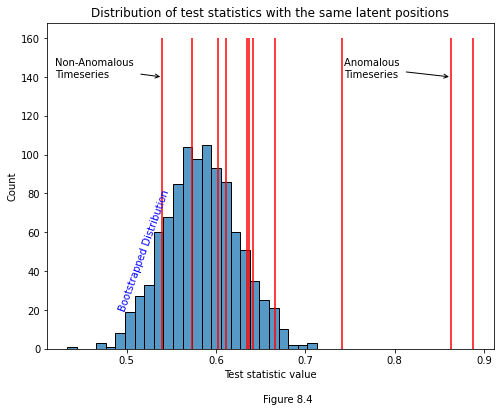 Distribution of test statistics with the same latent positions
160
140
120
100
80
60
40
20
0
Count
Non-Anomalous
Timeseries
Anomalous
Timeseries
Bootstrapped Distribution
0.5
0.6
0.7
0.8
0.9
Test statistic value
Figure 8.4